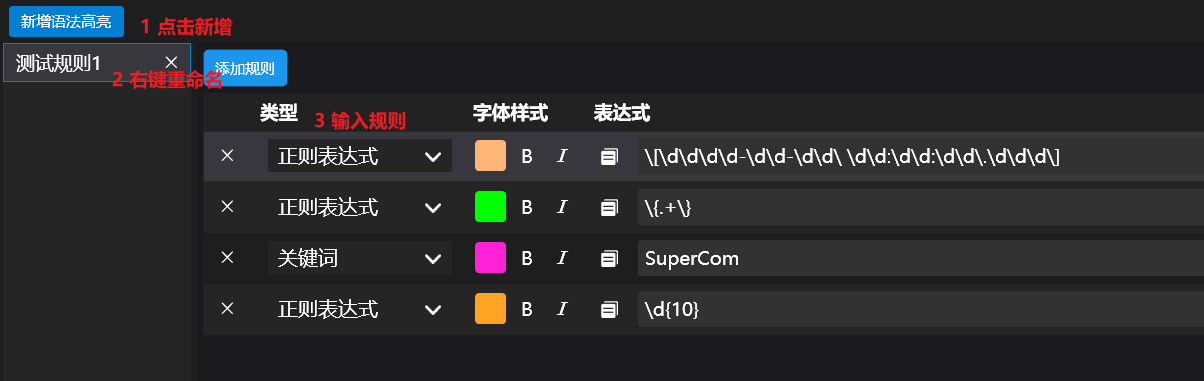 新增语法高亮 1 点击新增
测试规则1
2 右键重命名
添加规则
类型 字体样式 表达式
3 输入规则
正则表达式 B I \[\d\d\d\d-\d\d-\d\d\ \d\d:\d\d:\d\d\.\d\d\d\]
正则表达式 B I \{.+\}
关键词 B I SuperCom
正则表达式 B I \d{10}